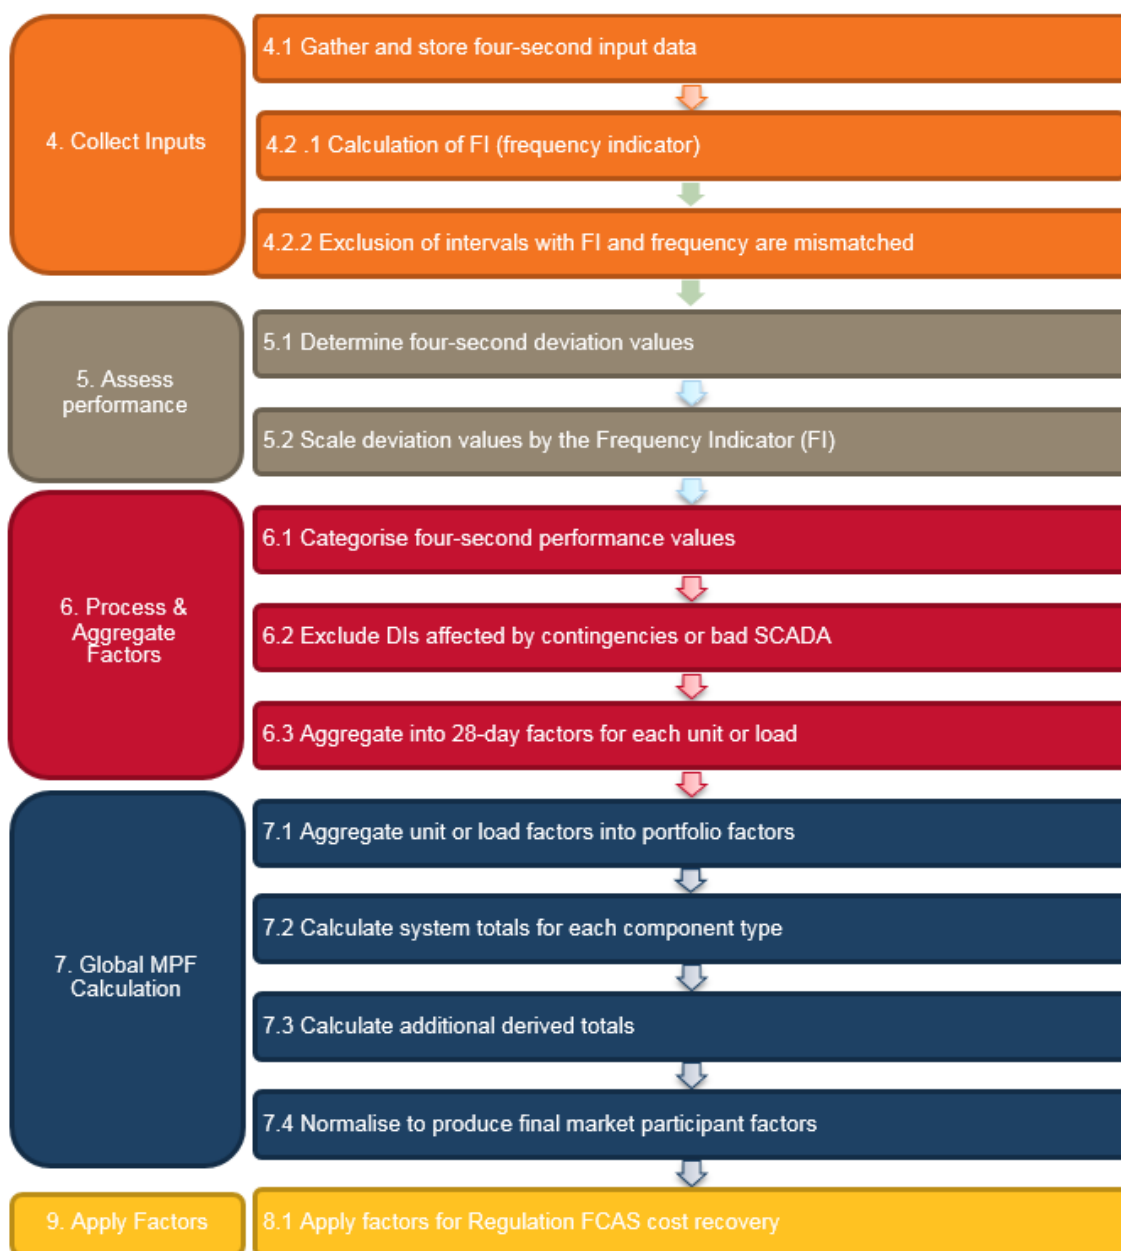 4. Collect Inputs
4.1 Gather and store four-second input data
4.2 .1 Calculation of FI (frequency indicator)
4.2.2 Exclusion of intervals with FI and frequency are mismatched
5. Assess
performance
5.1 Determine four-second deviation values
5.2 Scale deviation values by the Frequency Indicator (FI)
6. Process &
Aggregate
Factors
6.1 Categorise four-second performance values
6.2 Exclude DIs affected by contingencies or bad SCADA
6.3 Aggregate into 28-day factors for each unit or load
7. Global MPF
Calculation
7.1 Aggregate unit or load factors into portfolio factors
7.2 Calculate system totals for each component type
7.3 Calculate additional derived totals
7.4 Normalise to produce final market participant factors
9. Apply Factors
8.1 Apply factors for Regulation FCAS cost recovery